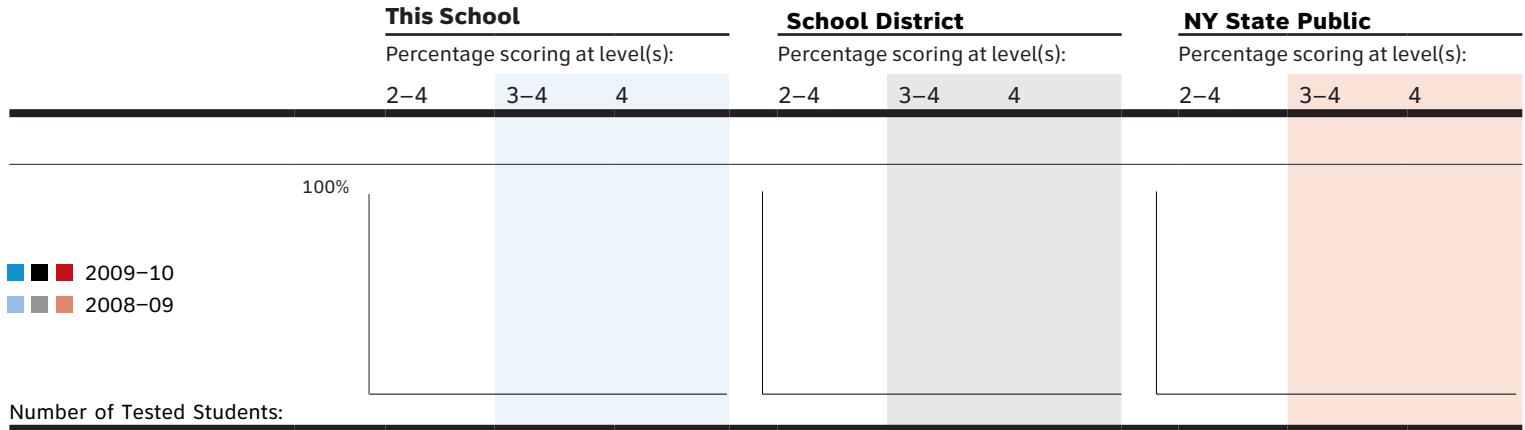 This School School District NY State Public
Percentage scoring at level(s): Percentage scoring at level(s): Percentage scoring at level(s):
2–4 3–4 4 2–4 3–4 4 2–4 3–4 4
100%
2009–10
2008–09
Number of Tested Students: